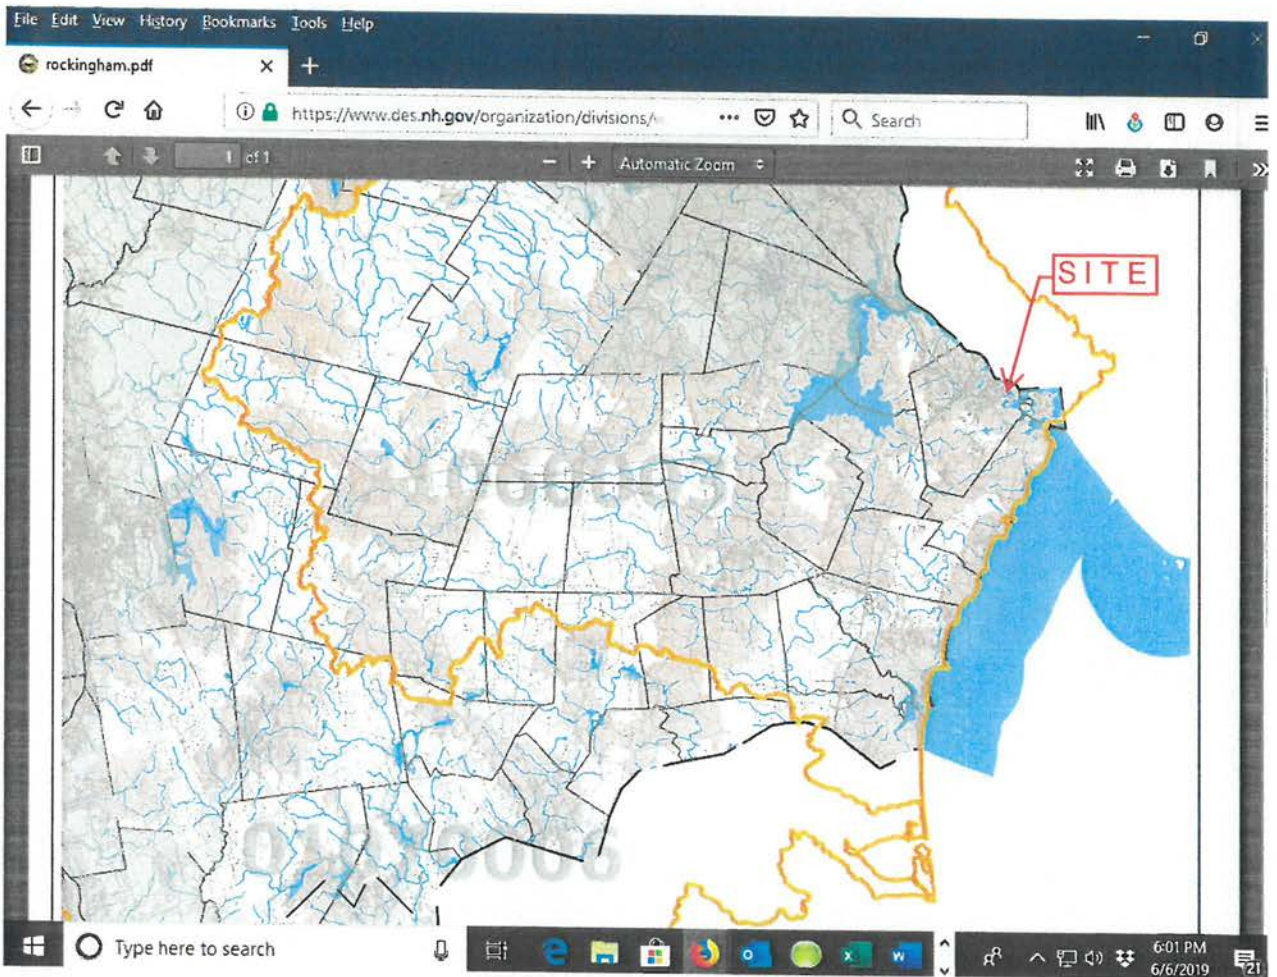 File Edit View History Bookmarks Tools Help
rockingham.pdf
https://www.des.nh.gov/organization/divisions/
Search
1 of 1
Automatic Zoom
SITE
Type here to search
6:01 PM
6/6/2019
21